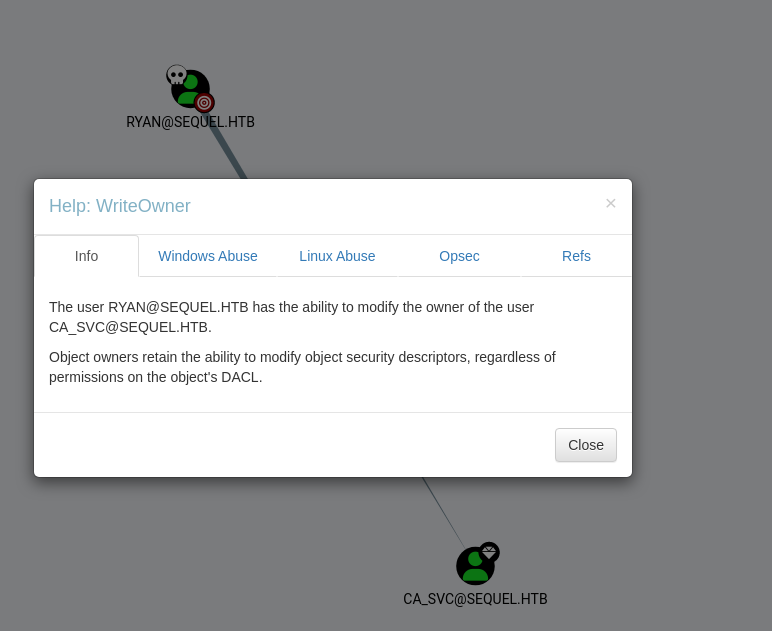 RYAN@SEQUEL.HTB
Help: WriteOwner
×
Info
Windows Abuse
Linux Abuse
Opsec
Refs
The user RYAN@SEQUEL.HTB has the ability to modify the owner of the user
CA_SVC@SEQUEL.HTB.
Object owners retain the ability to modify object security descriptors, regardless of
permissions on the object's DACL.
Close
CA_SVC@SEQUEL.HTB